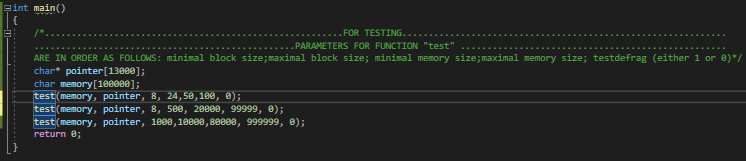 int main()
{
/*....................................................FOR TESTING.........................................................
..............................................PARAMETERS FOR FUNCTION "test" ...............................................
ARE IN ORDER AS FOLLOWS: minimal block size;maximal block size; minimal memory size;maximal memory size; testdefrag (either 1 or 0)*/
char* pointer[13000];
char memory[100000];
test(memory, pointer, 8, 24,50,100, 0);
test(memory, pointer, 8, 500, 20000, 99999, 0);
test(memory, pointer, 1000,10000,80000, 999999, 0);
return 0;
}